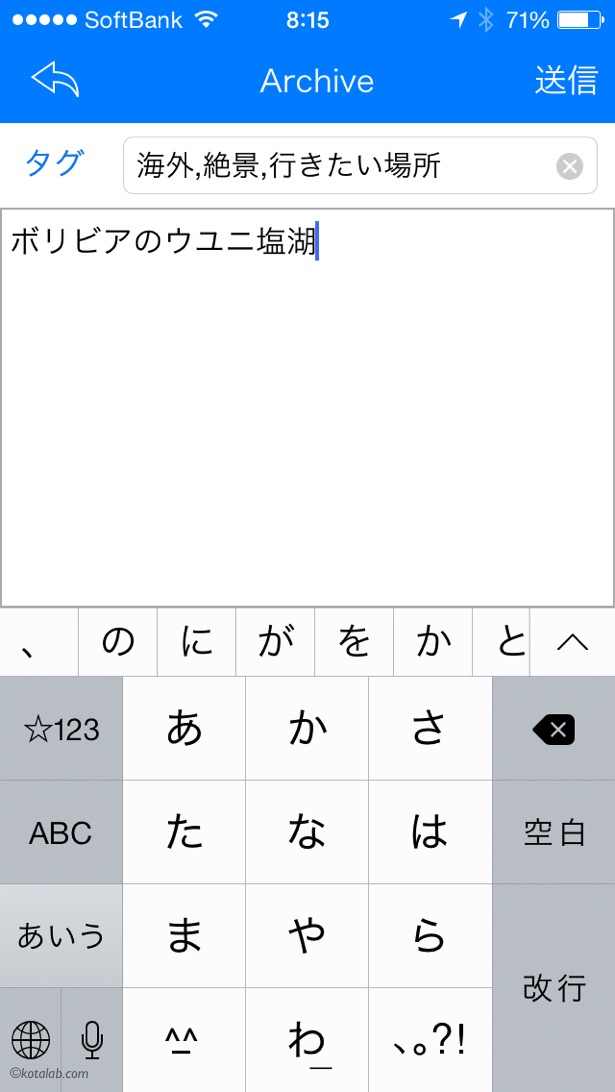 SoftBank 8:15 71%
Archive 送信
タグ 海外,絶景,行きたい場所
ボリビアのウユニ塩湖
、 の に が を か と
☆123 あ か さ
ABC た な は 空白
あいう ま や ら
改行
^_^ わ_ 、。?!
©kotalab.com